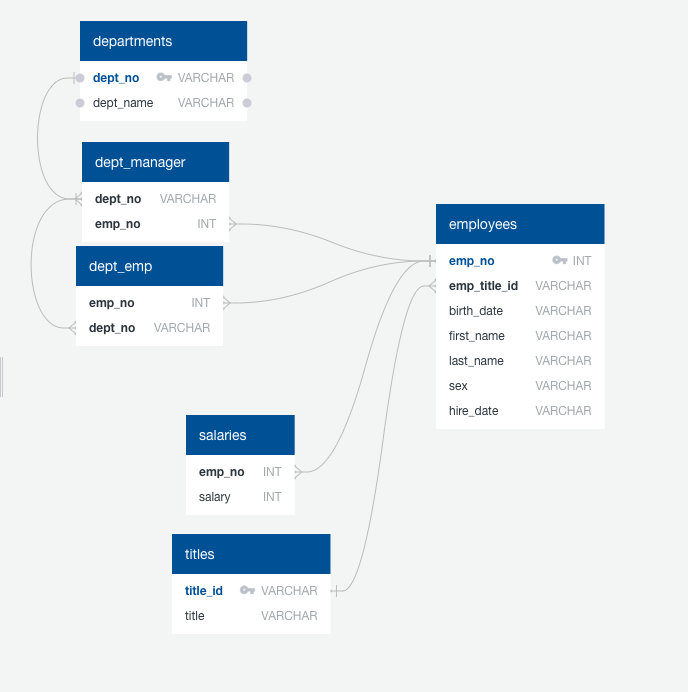 departments
dept_no VARCHAR
dept_name VARCHAR
dept_manager
dept_no VARCHAR
emp_no INT
dept_emp
emp_no INT
dept_no VARCHAR
employees
emp_no INT
emp_title_id VARCHAR
birth_date VARCHAR
first_name VARCHAR
last_name VARCHAR
sex VARCHAR
hire_date VARCHAR
salaries
emp_no INT
salary INT
titles
title_id VARCHAR
title VARCHAR